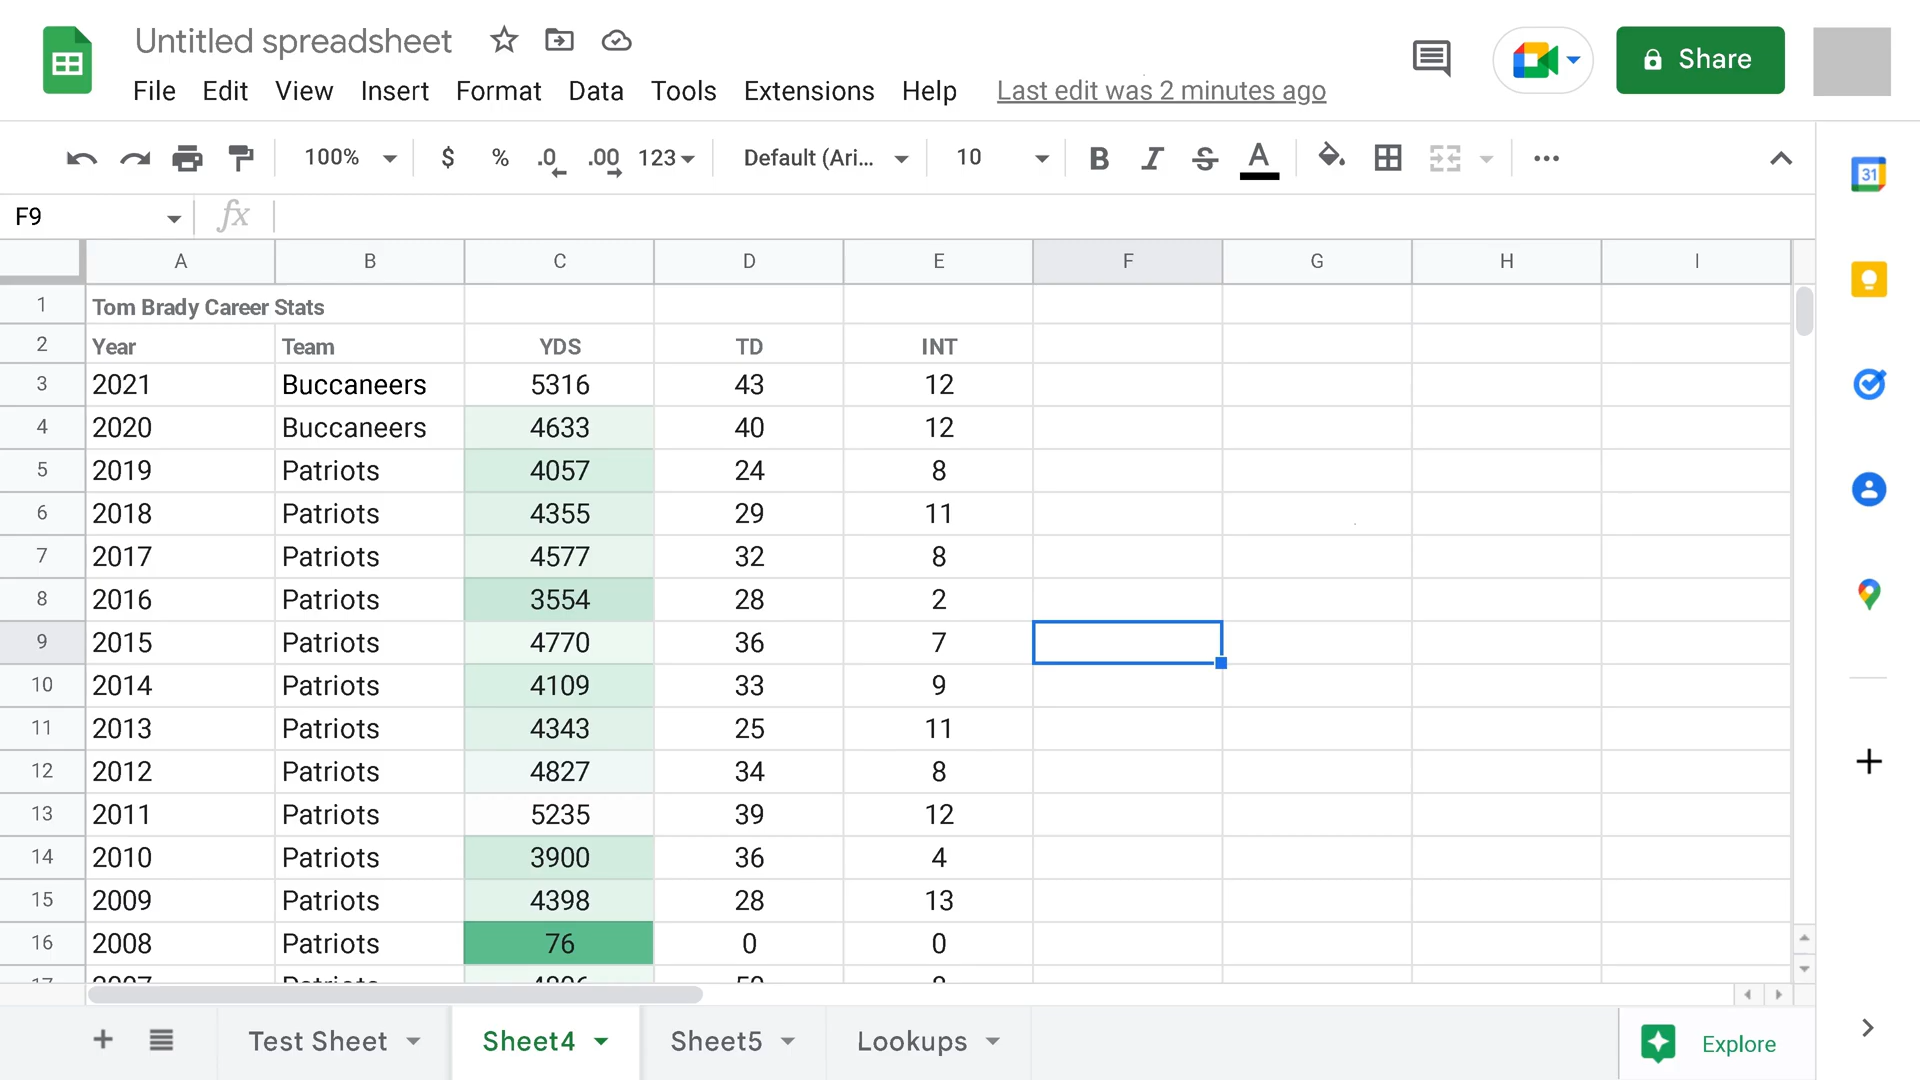 Untitled spreadsheet
File Edit View Insert Format Data Tools Extensions Help Last edit was 2 minutes ago
Share
100% $ % .0 .00 123 Default (Ari... 10 B I S A
31
F9 fx
A B C D E F G H I
1 Tom Brady Career Stats
2 Year Team YDS TD INT
3 2021 Buccaneers 5316 43 12
4 2020 Buccaneers 4633 40 12
5 2019 Patriots 4057 24 8
6 2018 Patriots 4355 29 11
7 2017 Patriots 4577 32 8
8 2016 Patriots 3554 28 2
9 2015 Patriots 4770 36 7
10 2014 Patriots 4109 33 9
11 2013 Patriots 4343 25 11
12 2012 Patriots 4827 34 8
13 2011 Patriots 5235 39 12
14 2010 Patriots 3900 36 4
15 2009 Patriots 4398 28 13
16 2008 Patriots 76 0 0
17 2007 Patriots
Test Sheet Sheet4 Sheet5 Lookups Explore